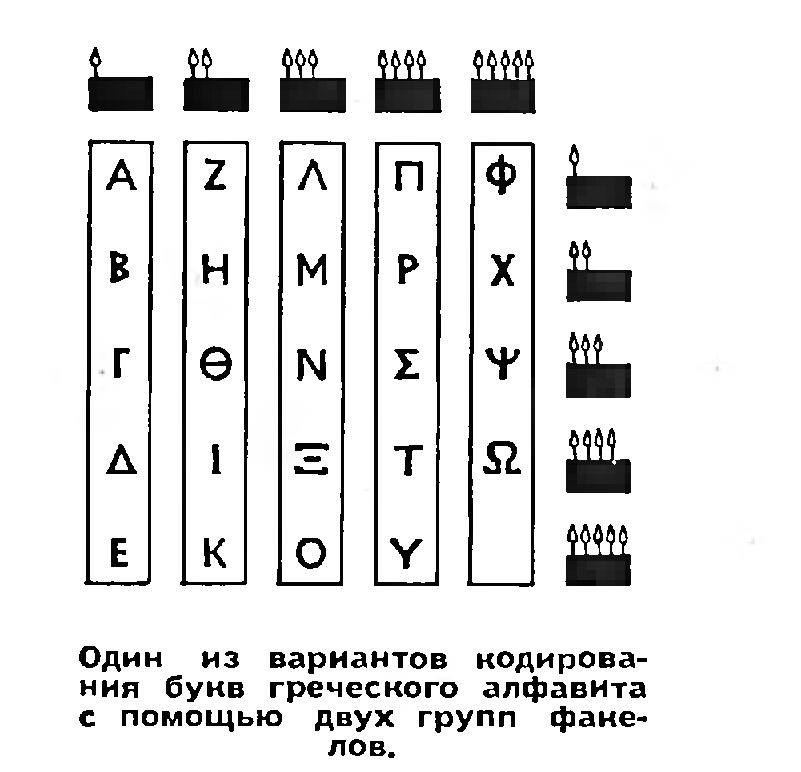 Α Ζ Λ Π Φ
Β Η Μ Ρ Χ
Γ Θ Ν Σ Ψ
Δ Ι Ξ Τ Ω
Ε Κ Ο Υ
Один из вариантов кодирова-
ния букв греческого алфавита
с помощью двух групп факе-
лов.